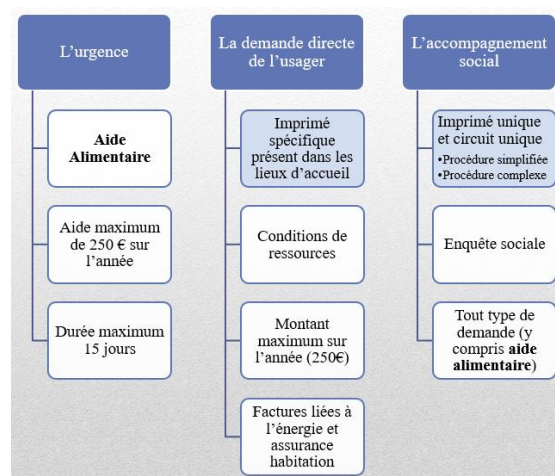 L'urgence
Aide
Alimentaire
Aide maximum
de 250 € sur
l'année
Durée maximum
15 jours
La demande directe
de l'usager
Imprimé
spécifique
présent dans les
lieux d'accueil
Conditions de
ressources
Montant
maximum sur
l'année (250€)
Factures liées à
l'énergie et
assurance
habitation
L'accompagnement
social
Imprimé unique
et circuit unique
•Procédure simplifiée
•Procédure complexe
Enquête sociale
Tout type de
demande (y
compris aide
alimentaire)